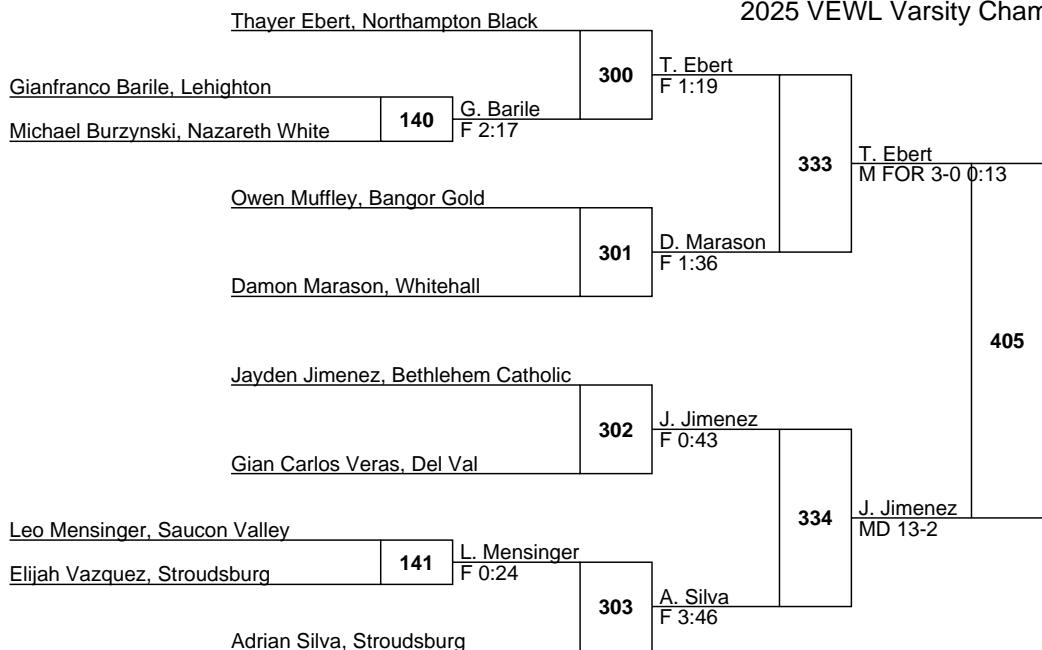 2025 VEWL Varsity Cham
Thayer Ebert, Northampton Black
300
T. Ebert
F 1:19
Gianfranco Barile, Lehighton
140
G. Barile
F 2:17
Michael Burzynski, Nazareth White
333
T. Ebert
M FOR 3-0 0:13
Owen Muffley, Bangor Gold
301
D. Marason
F 1:36
Damon Marason, Whitehall
405
Jayden Jimenez, Bethlehem Catholic
302
J. Jimenez
F 0:43
Gian Carlos Veras, Del Val
334
J. Jimenez
MD 13-2
Leo Mensinger, Saucon Valley
141
L. Mensinger
F 0:24
Elijah Vazquez, Stroudsburg
303
A. Silva
F 3:46
Adrian Silva, Stroudsburg